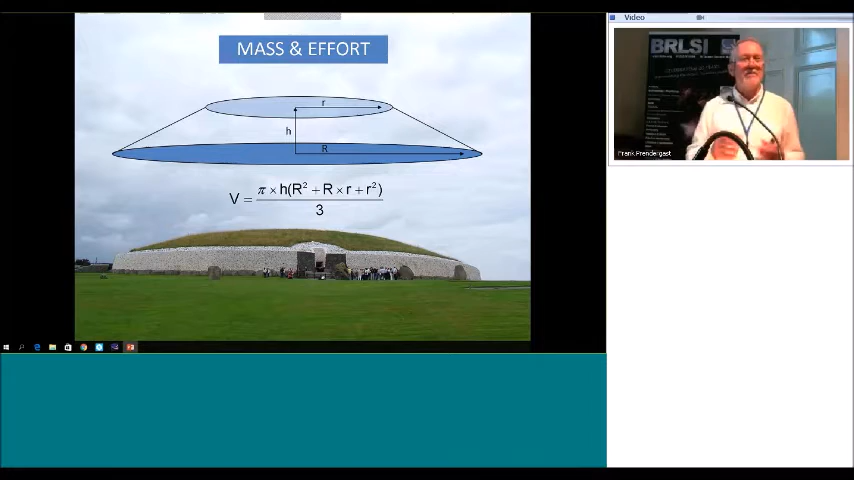 MASS & EFFORT
r
h
R
V = π × h(R² + R × r + r²) / 3
Video
BRLSI
Frank Prendergast